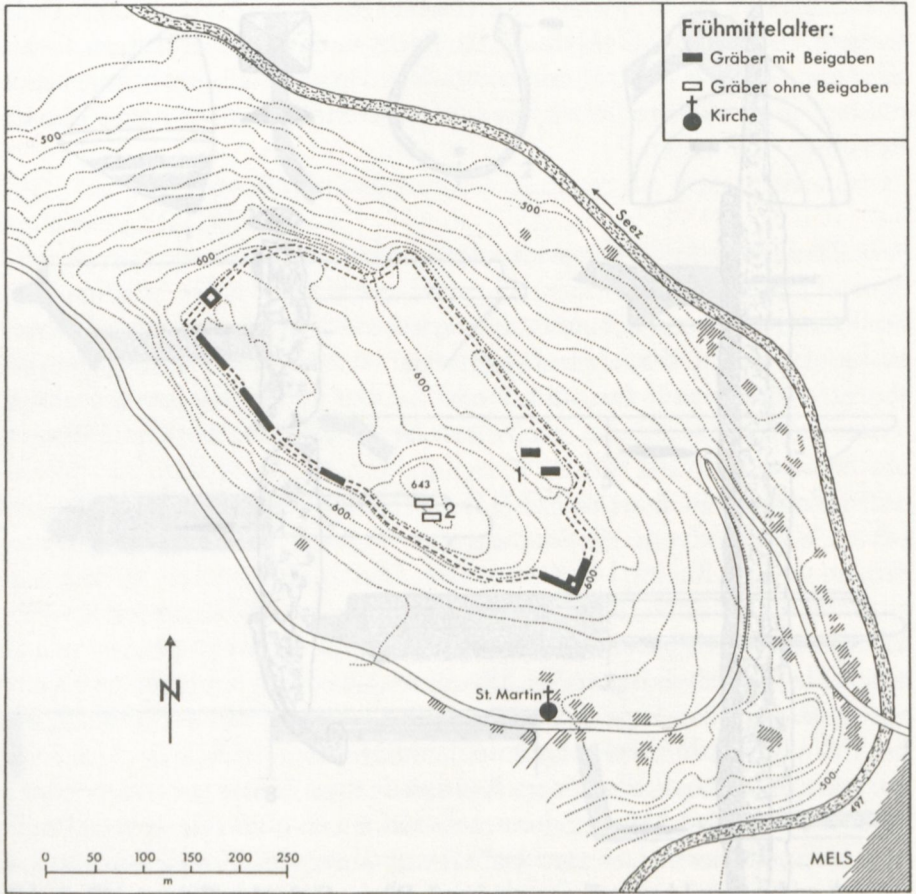 Frühmittelalter:
Gräber mit Beigaben
Gräber ohne Beigaben
Kirche
500
500
Seez
600
600
1
643
2
600
600
St. Martin
N
500
497
MELS
0 50 100 150 200 250
m